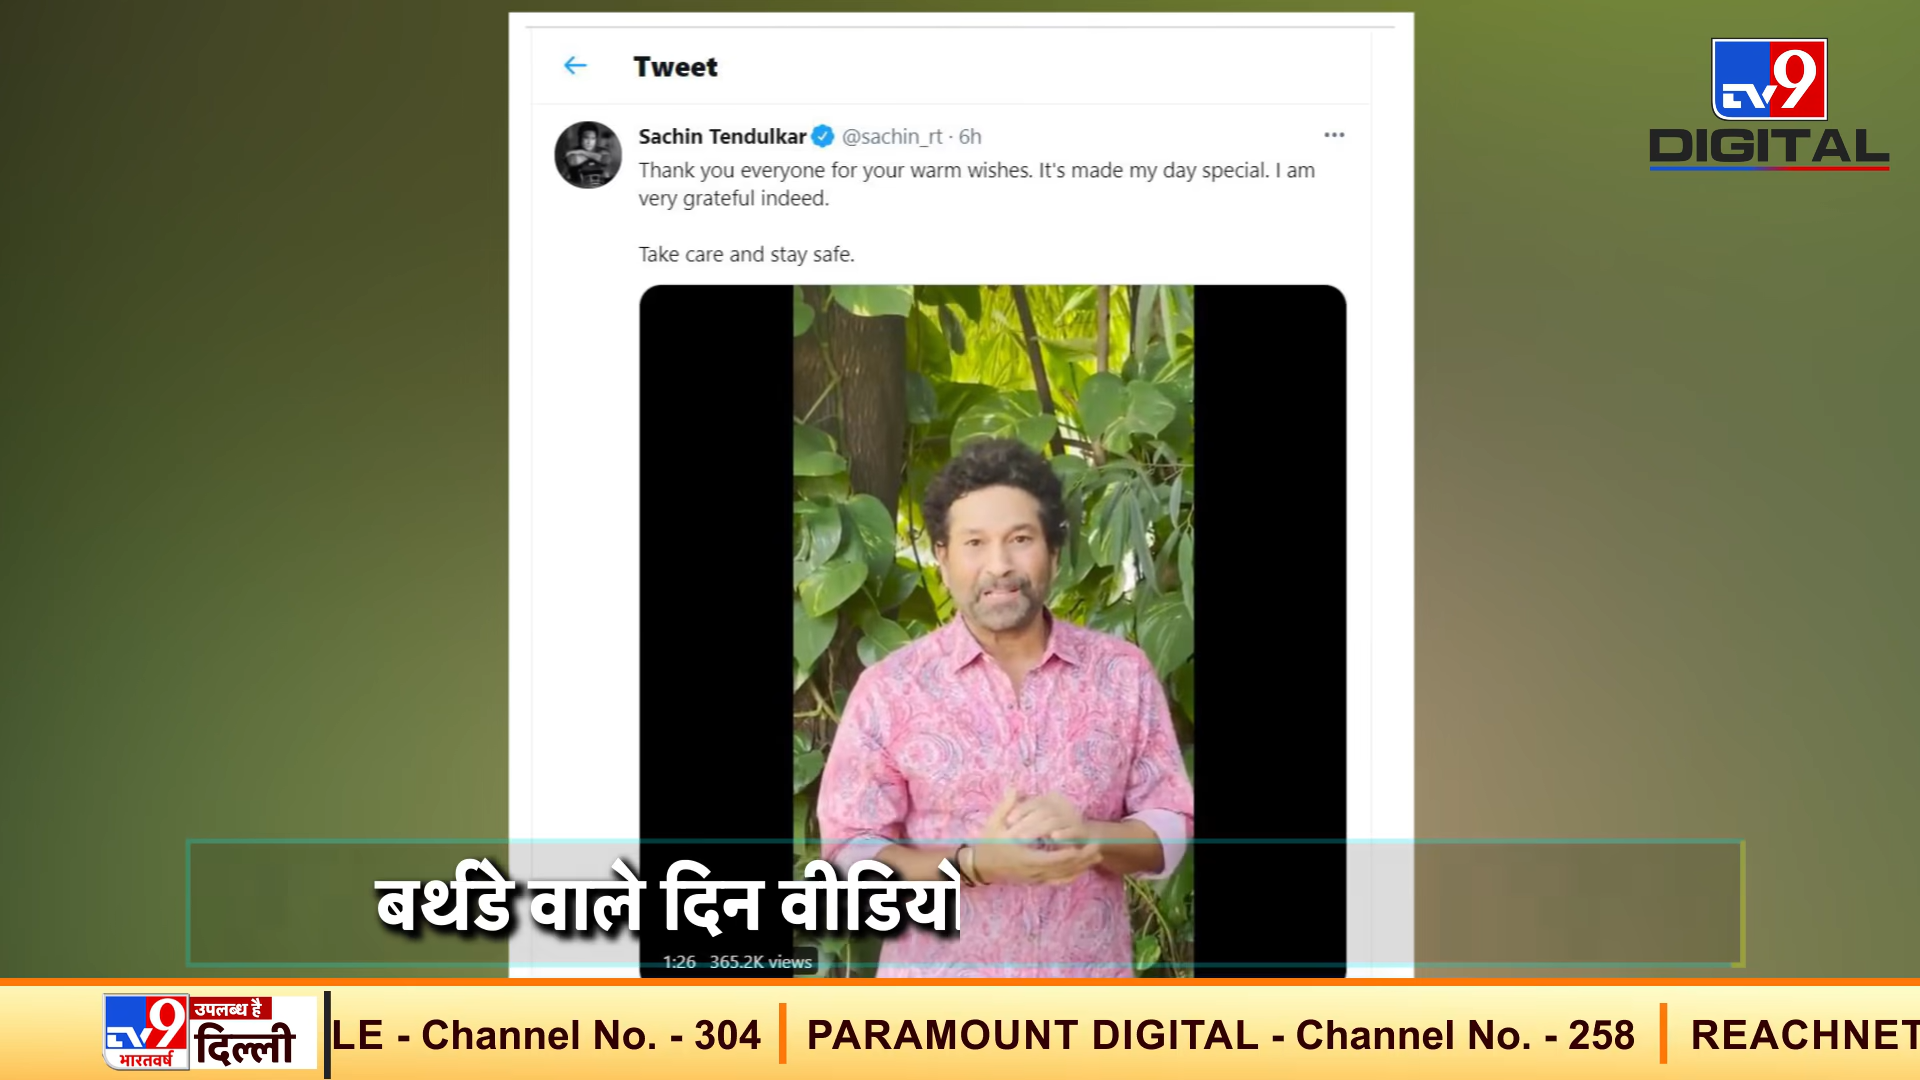 Tweet
Sachin Tendulkar @sachin_rt · 6h
Thank you everyone for your warm wishes. It's made my day special. I am
very grateful indeed.
Take care and stay safe.
TV9
DIGITAL
बर्थडे वाले दिन वीडियो
1:26 365.2K views
TV9
भारतवर्ष
उपलब्ध है
दिल्ली
LE - Channel No. - 304 PARAMOUNT DIGITAL - Channel No. - 258 REACHNET